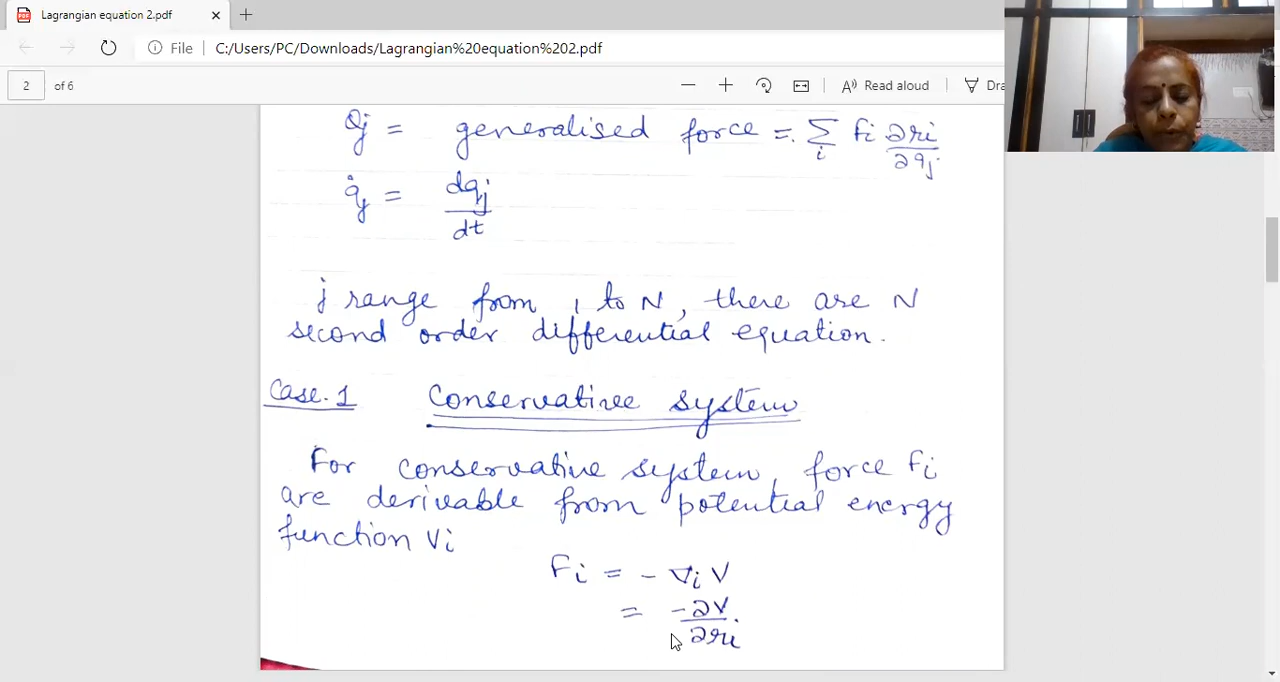 Lagrangian equation 2.pdf
File
C:/Users/PC/Downloads/Lagrangian%20equation%202.pdf
2 of 6
Read aloud
Dra
Qj = generalised force = Σi Fi ∂ri/∂qj
q̇j = dqj/dt
j range from 1 to N, there are N
second order differential equation.
Case. 1 Conservative system
For conservative system, force Fi
are derivable from potential energy
function Vi
Fi = - ∇i V
= -∂V/∂ri